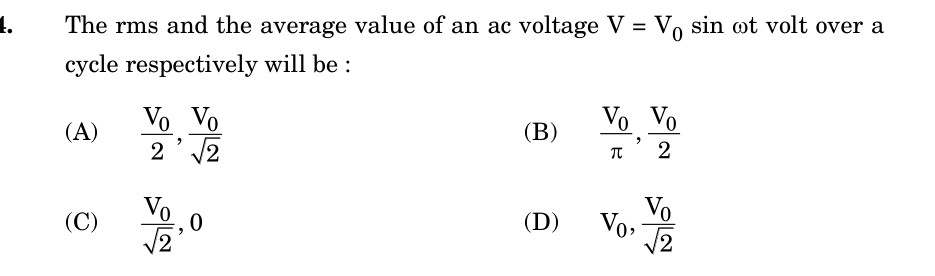 4. The rms and the average value of an ac voltage V = V₀ sin ωt volt over a
cycle respectively will be :
(A) V₀/2, V₀/√2 (B) V₀/π, V₀/2
(C) V₀/√2, 0 (D) V₀, V₀/√2